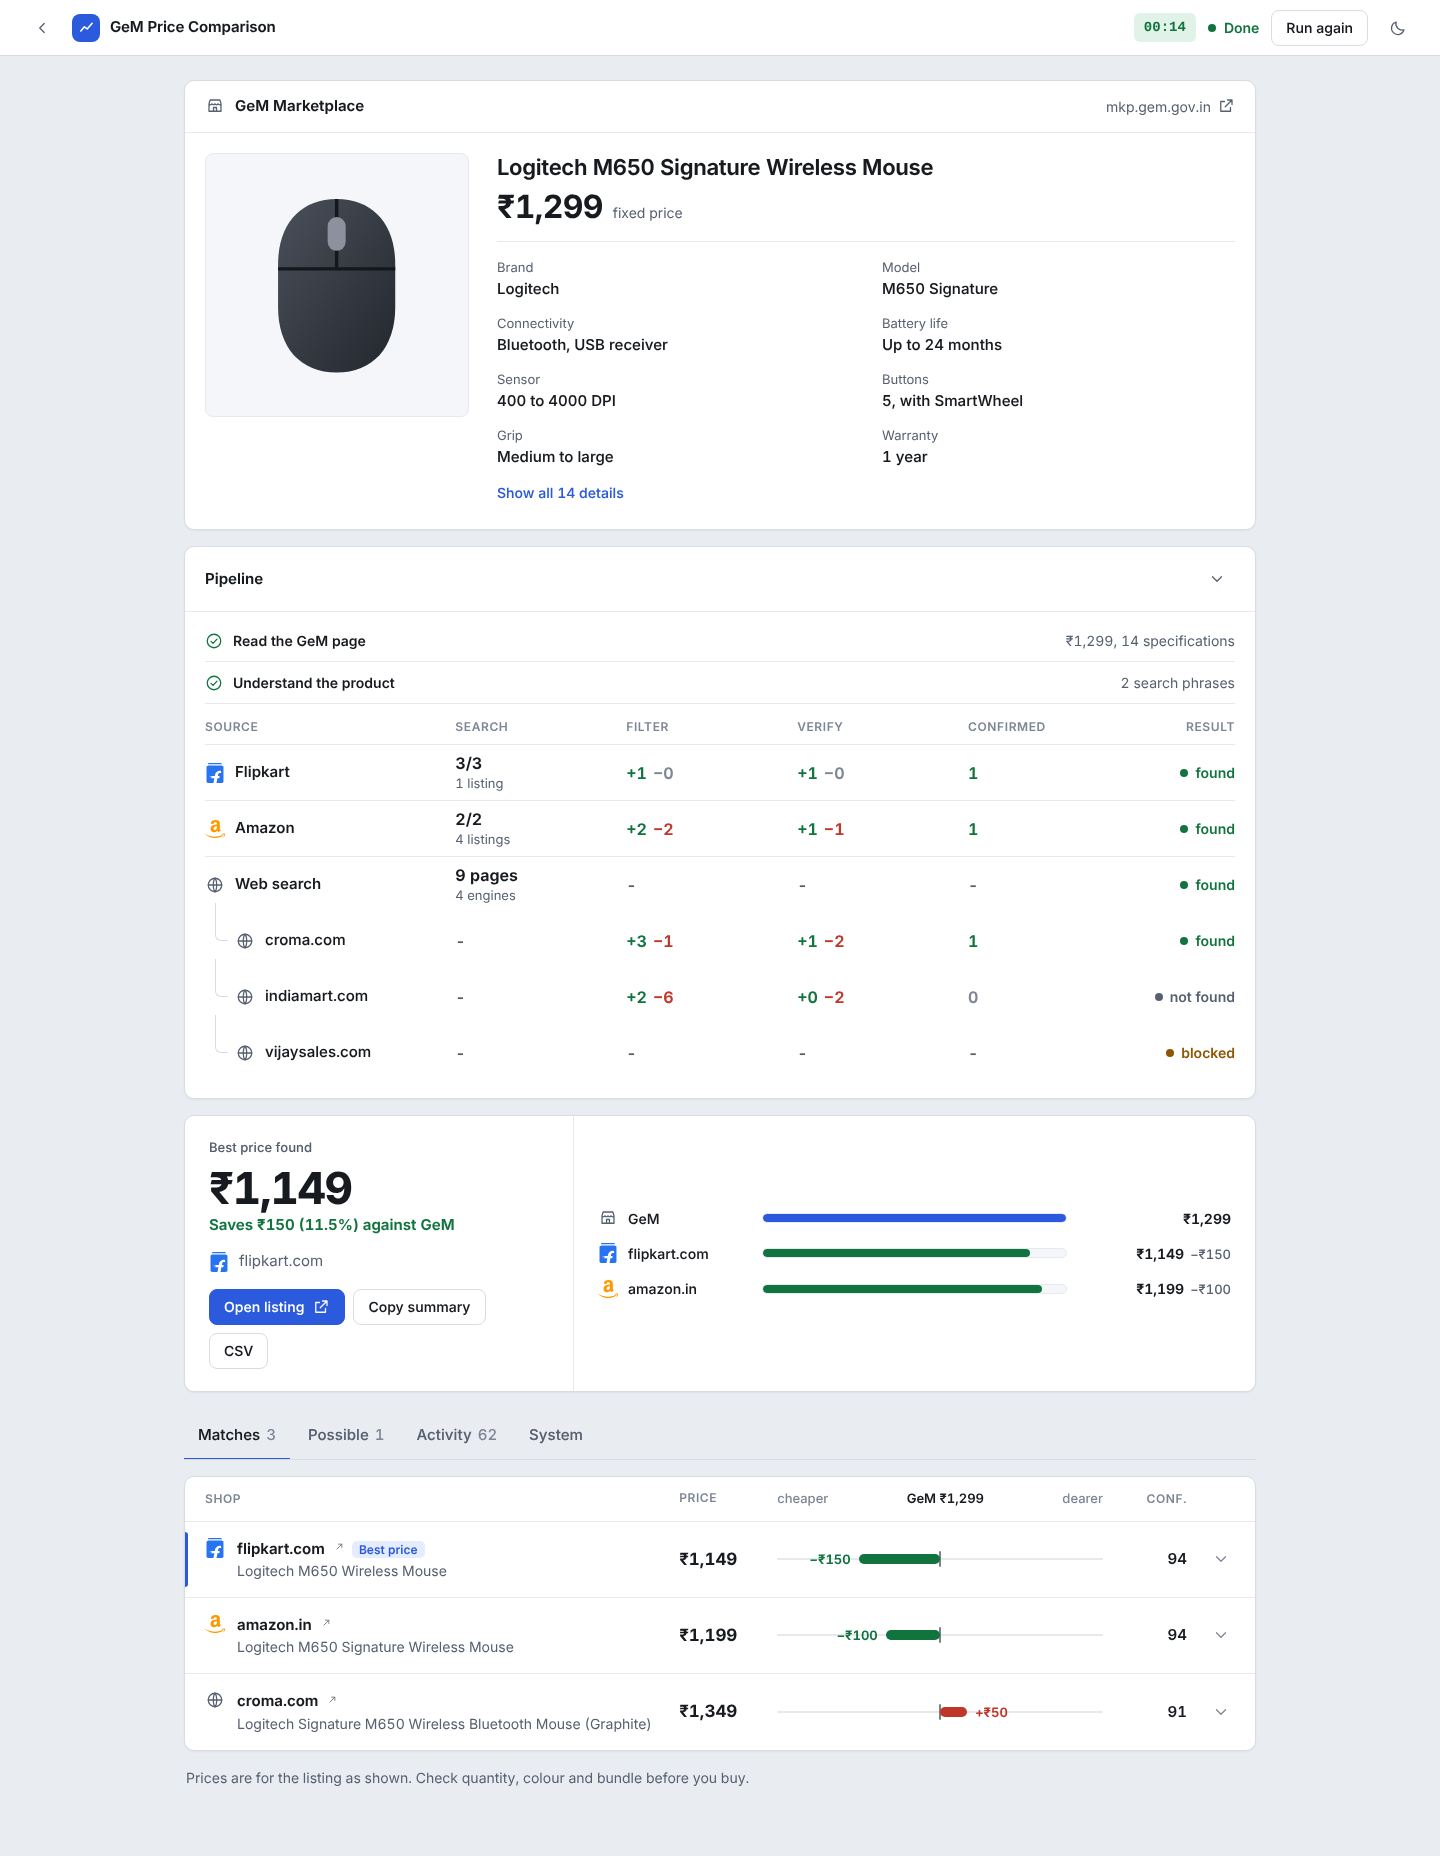 GeM Price Comparison
00:14
Done
Run again
GeM Marketplace
mkp.gem.gov.in
Logitech M650 Signature Wireless Mouse
₹1,299 fixed price
Brand
Logitech
Model
M650 Signature
Connectivity
Bluetooth, USB receiver
Battery life
Up to 24 months
Sensor
400 to 4000 DPI
Buttons
5, with SmartWheel
Grip
Medium to large
Warranty
1 year
Show all 14 details
Pipeline
Read the GeM page
₹1,299, 14 specifications
Understand the product
2 search phrases
SOURCE SEARCH FILTER VERIFY CONFIRMED RESULT
Flipkart 3/3 +1 −0 +1 −0 1 found
1 listing
Amazon 2/2 +2 −2 +1 −1 1 found
4 listings
Web search 9 pages - - - found
4 engines
croma.com - +3 −1 +1 −2 1 found
indiamart.com - +2 −6 +0 −2 0 not found
vijaysales.com - - - - blocked
Best price found
₹1,149
Saves ₹150 (11.5%) against GeM
flipkart.com
Open listing
Copy summary
CSV
GeM ₹1,299
flipkart.com ₹1,149 −₹150
amazon.in ₹1,199 −₹100
Matches 3 Possible 1 Activity 62 System
SHOP PRICE cheaper GeM ₹1,299 dearer CONF.
flipkart.com Best price
Logitech M650 Wireless Mouse
₹1,149 −₹150 94
amazon.in
Logitech M650 Signature Wireless Mouse
₹1,199 −₹100 94
croma.com
Logitech Signature M650 Wireless Bluetooth Mouse (Graphite)
₹1,349 +₹50 91
Prices are for the listing as shown. Check quantity, colour and bundle before you buy.